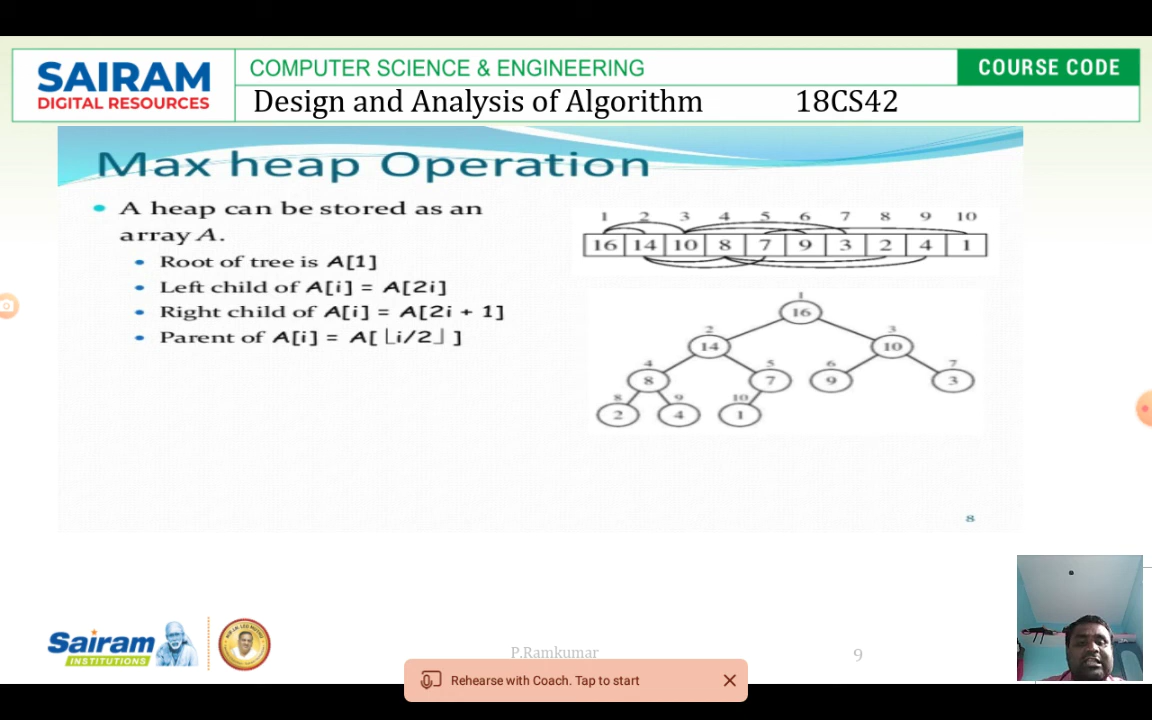 SAIRAM
DIGITAL RESOURCES
COMPUTER SCIENCE & ENGINEERING
COURSE CODE
Design and Analysis of Algorithm 18CS42
Max heap Operation
A heap can be stored as an
array A.
Root of tree is A[1]
Left child of A[i] = A[2i]
Right child of A[i] = A[2i + 1]
Parent of A[i] = A[ ⌊i/2⌋ ]
1 2 3 4 5 6 7 8 9 10
16 14 10 8 7 9 3 2 4 1
1
16
2 3
14 10
4 5 6 7
8 7 9 3
8 9 10
2 4 1
8
Sairam
INSTITUTIONS
P.Ramkumar
9
Rehearse with Coach. Tap to start